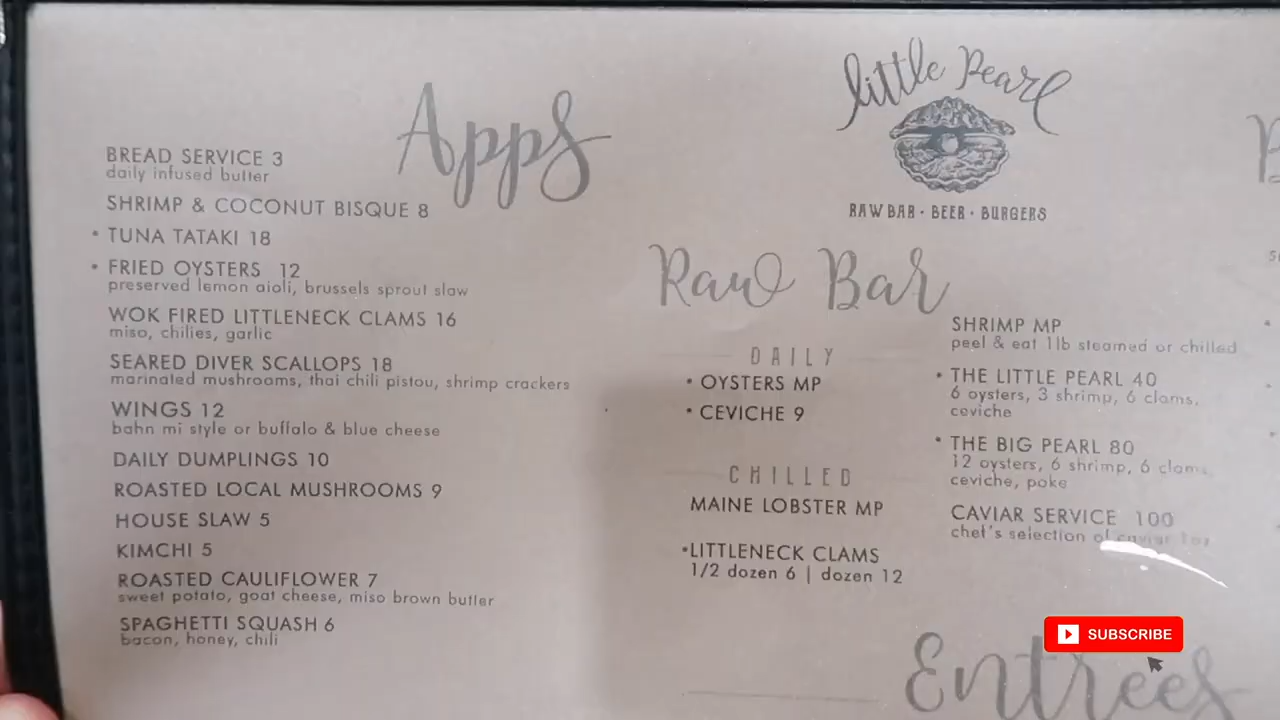 Apps
BREAD SERVICE 3
daily infused butter
SHRIMP & COCONUT BISQUE 8
• TUNA TATAKI 18
• FRIED OYSTERS 12
preserved lemon aioli, brussels sprout slaw
WOK FIRED LITTLENECK CLAMS 16
miso, chilies, garlic
SEARED DIVER SCALLOPS 18
marinated mushrooms, thai chili pistou, shrimp crackers
WINGS 12
bahn mi style or buffalo & blue cheese
DAILY DUMPLINGS 10
ROASTED LOCAL MUSHROOMS 9
HOUSE SLAW 5
KIMCHI 5
ROASTED CAULIFLOWER 7
sweet potato, goat cheese, miso brown butter
SPAGHETTI SQUASH 6
bacon, honey, chili
little Pearl
RAW BAR • BEER • BURGERS
Raw Bar
DAILY
• OYSTERS MP
• CEVICHE 9
CHILLED
MAINE LOBSTER MP
•LITTLENECK CLAMS
1/2 dozen 6 | dozen 12
SHRIMP MP
peel & eat 1lb steamed or chilled
• THE LITTLE PEARL 40
6 oysters, 3 shrimp, 6 clams,
ceviche
• THE BIG PEARL 80
12 oysters, 6 shrimp, 6 clams,
ceviche, poke
CAVIAR SERVICE 100
chef's selection of caviar
SUBSCRIBE
Entrees